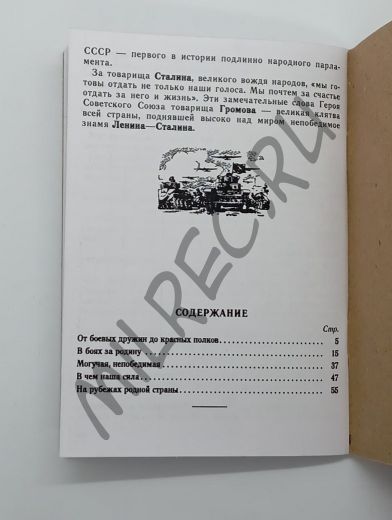 СССР — первого в истории подлинно народного парла-
мента.
За товарища Сталина, великого вождя народов, «мы го-
товы отдать не только наши голоса. Мы почтем за счастье
отдать за него и жизнь». Эти замечательные слова Героя
Советского Союза товарища Громова — великая клятва
всей страны, поднявшей высоко над миром непобедимое
знамя Ленина—Сталина.
СОДЕРЖАНИЕ
Стр.
От боевых дружин до красных полков. 5
В боях за родину 15
Могучая, непобедимая 37
В чем наша сила 47
На рубежах родной страны 55
MILREC.RU